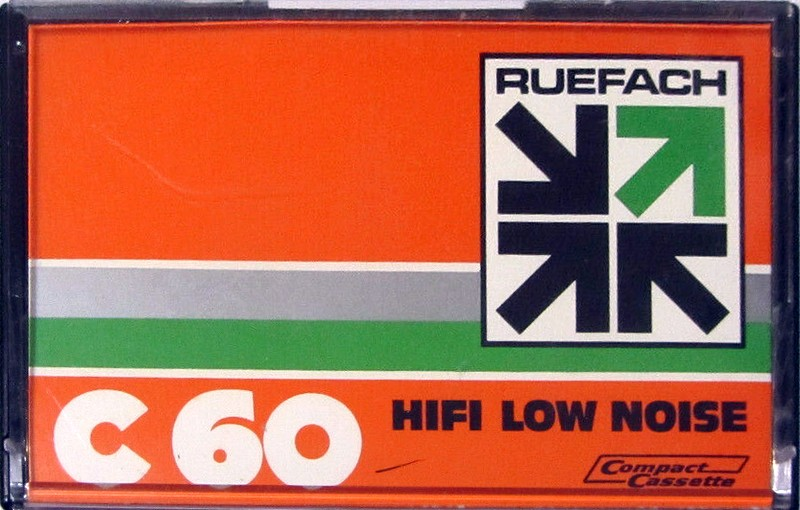 RUEFACH
C 60
HIFI LOW NOISE
Compact
Cassette